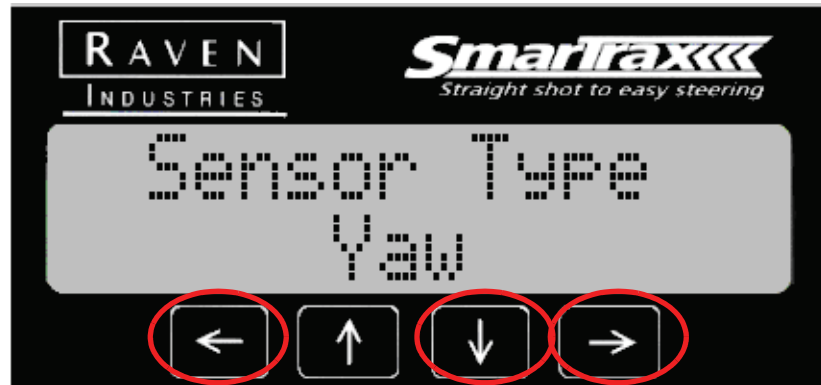 RAVEN
INDUSTRIES
SmarTrax
Straight shot to easy steering
Sensor Type
Yaw
← ↑ ↓ →